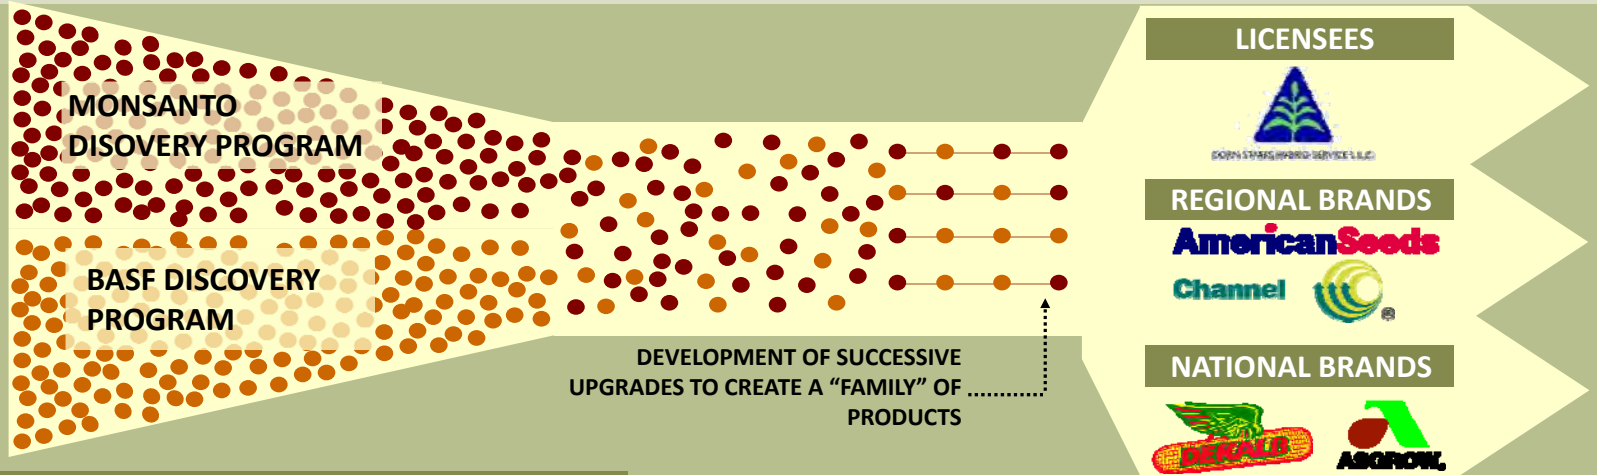 MONSANTO
DISOVERY PROGRAM
BASF DISCOVERY
PROGRAM
DEVELOPMENT OF SUCCESSIVE
UPGRADES TO CREATE A “FAMILY” OF
PRODUCTS
LICENSEES
REGIONAL BRANDS
AmericanSeeds
Channel
®
NATIONAL BRANDS
DEKALB
ASGROW